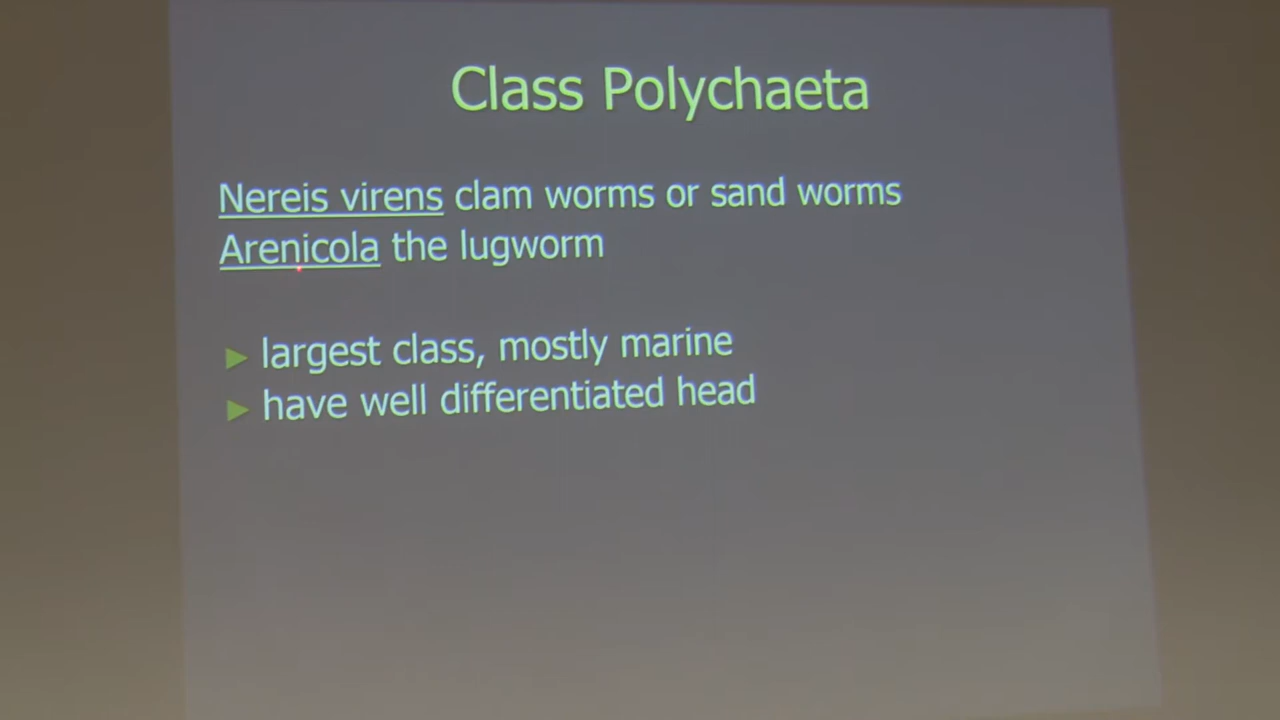 Class Polychaeta
Nereis virens clam worms or sand worms
Arenicola the lugworm
► largest class, mostly marine
► have well differentiated head